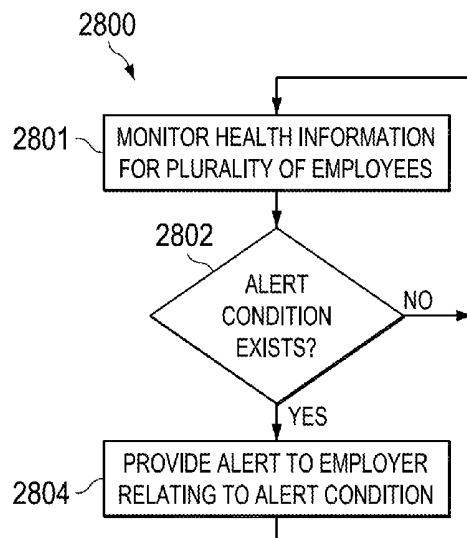 2800
2801
MONITOR HEALTH INFORMATION
FOR PLURALITY OF EMPLOYEES
2802
ALERT
CONDITION
EXISTS?
NO
YES
2804
PROVIDE ALERT TO EMPLOYER
RELATING TO ALERT CONDITION